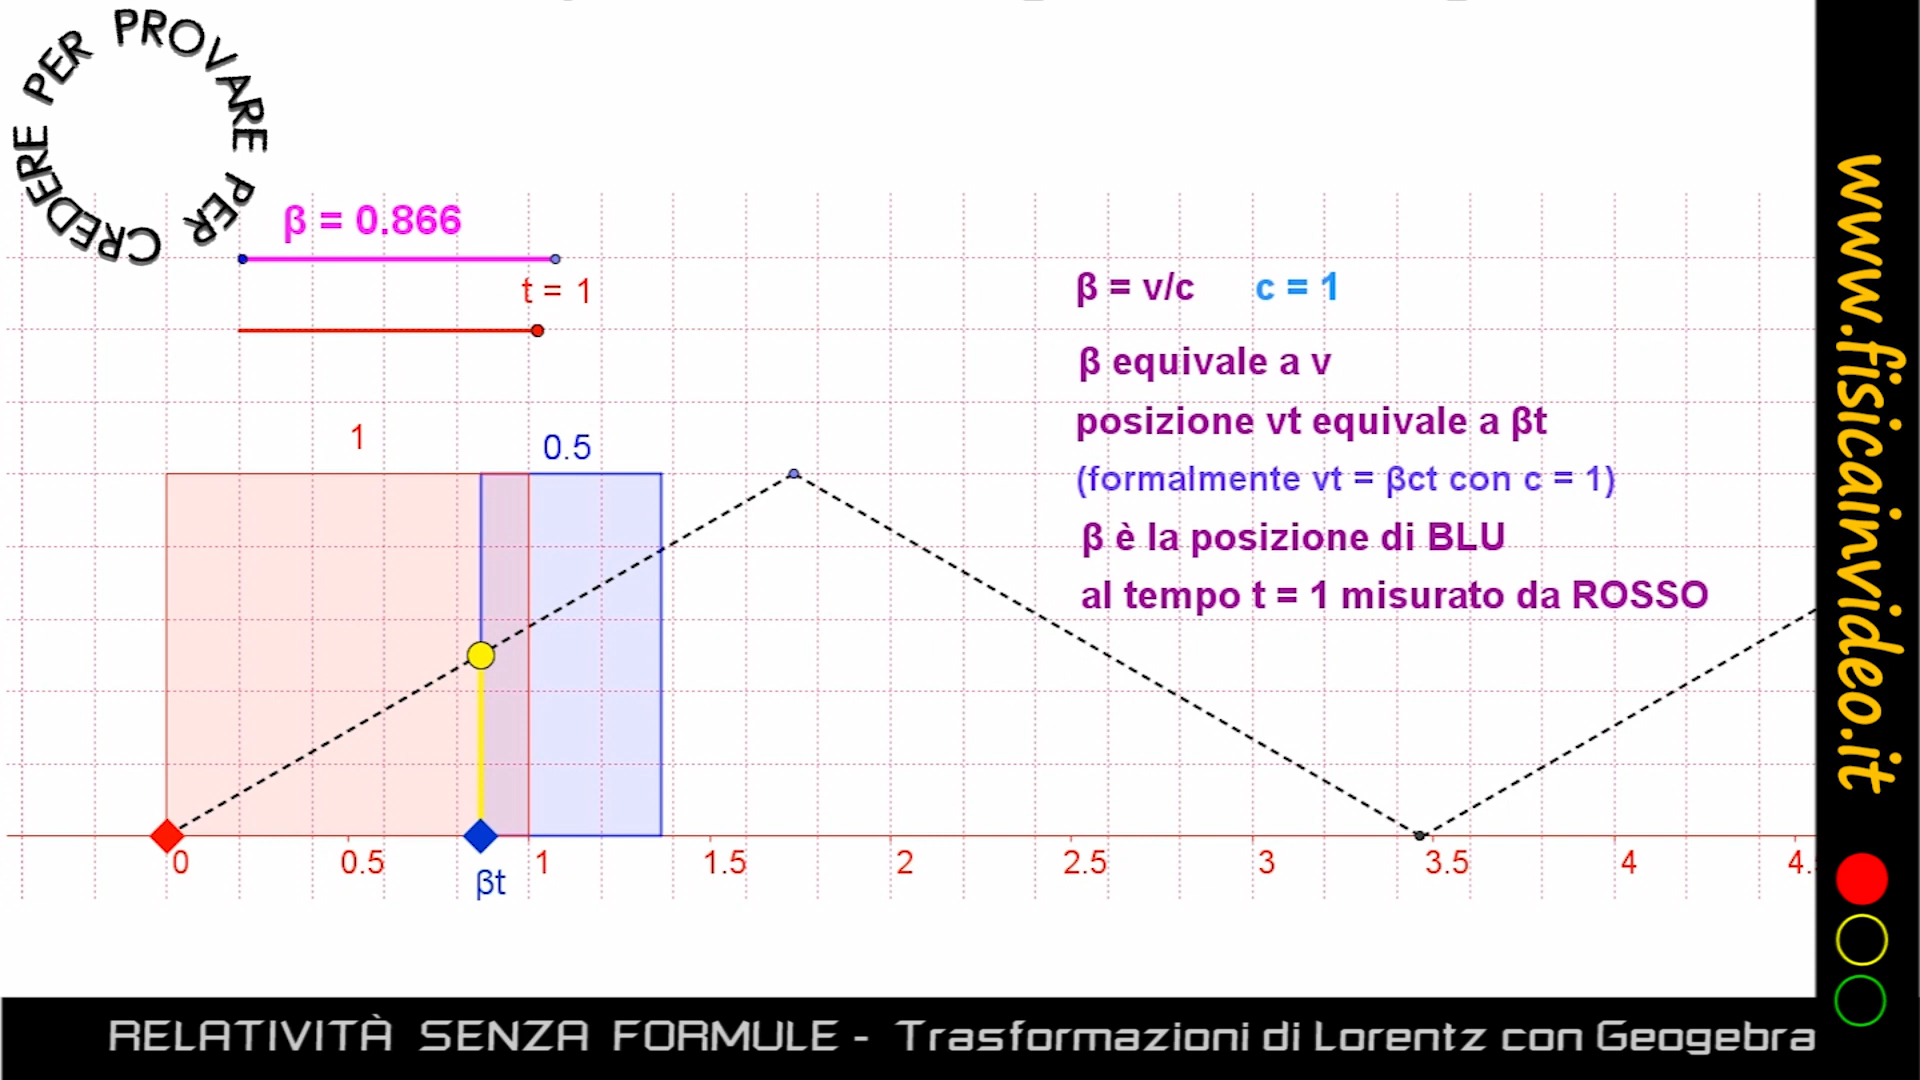 CREDERE PER PROVARE PER
β = 0.866
t = 1
β = v/c c = 1
β equivale a v
posizione vt equivale a βt
(formalmente vt = βct con c = 1)
β è la posizione di BLU
al tempo t = 1 misurato da ROSSO
1
0.5
0 0.5 1 1.5 2 2.5 3 3.5 4 4.
βt
www.fisicainvideo.it
RELATIVITÀ SENZA FORMULE - Trasformazioni di Lorentz con Geogebra